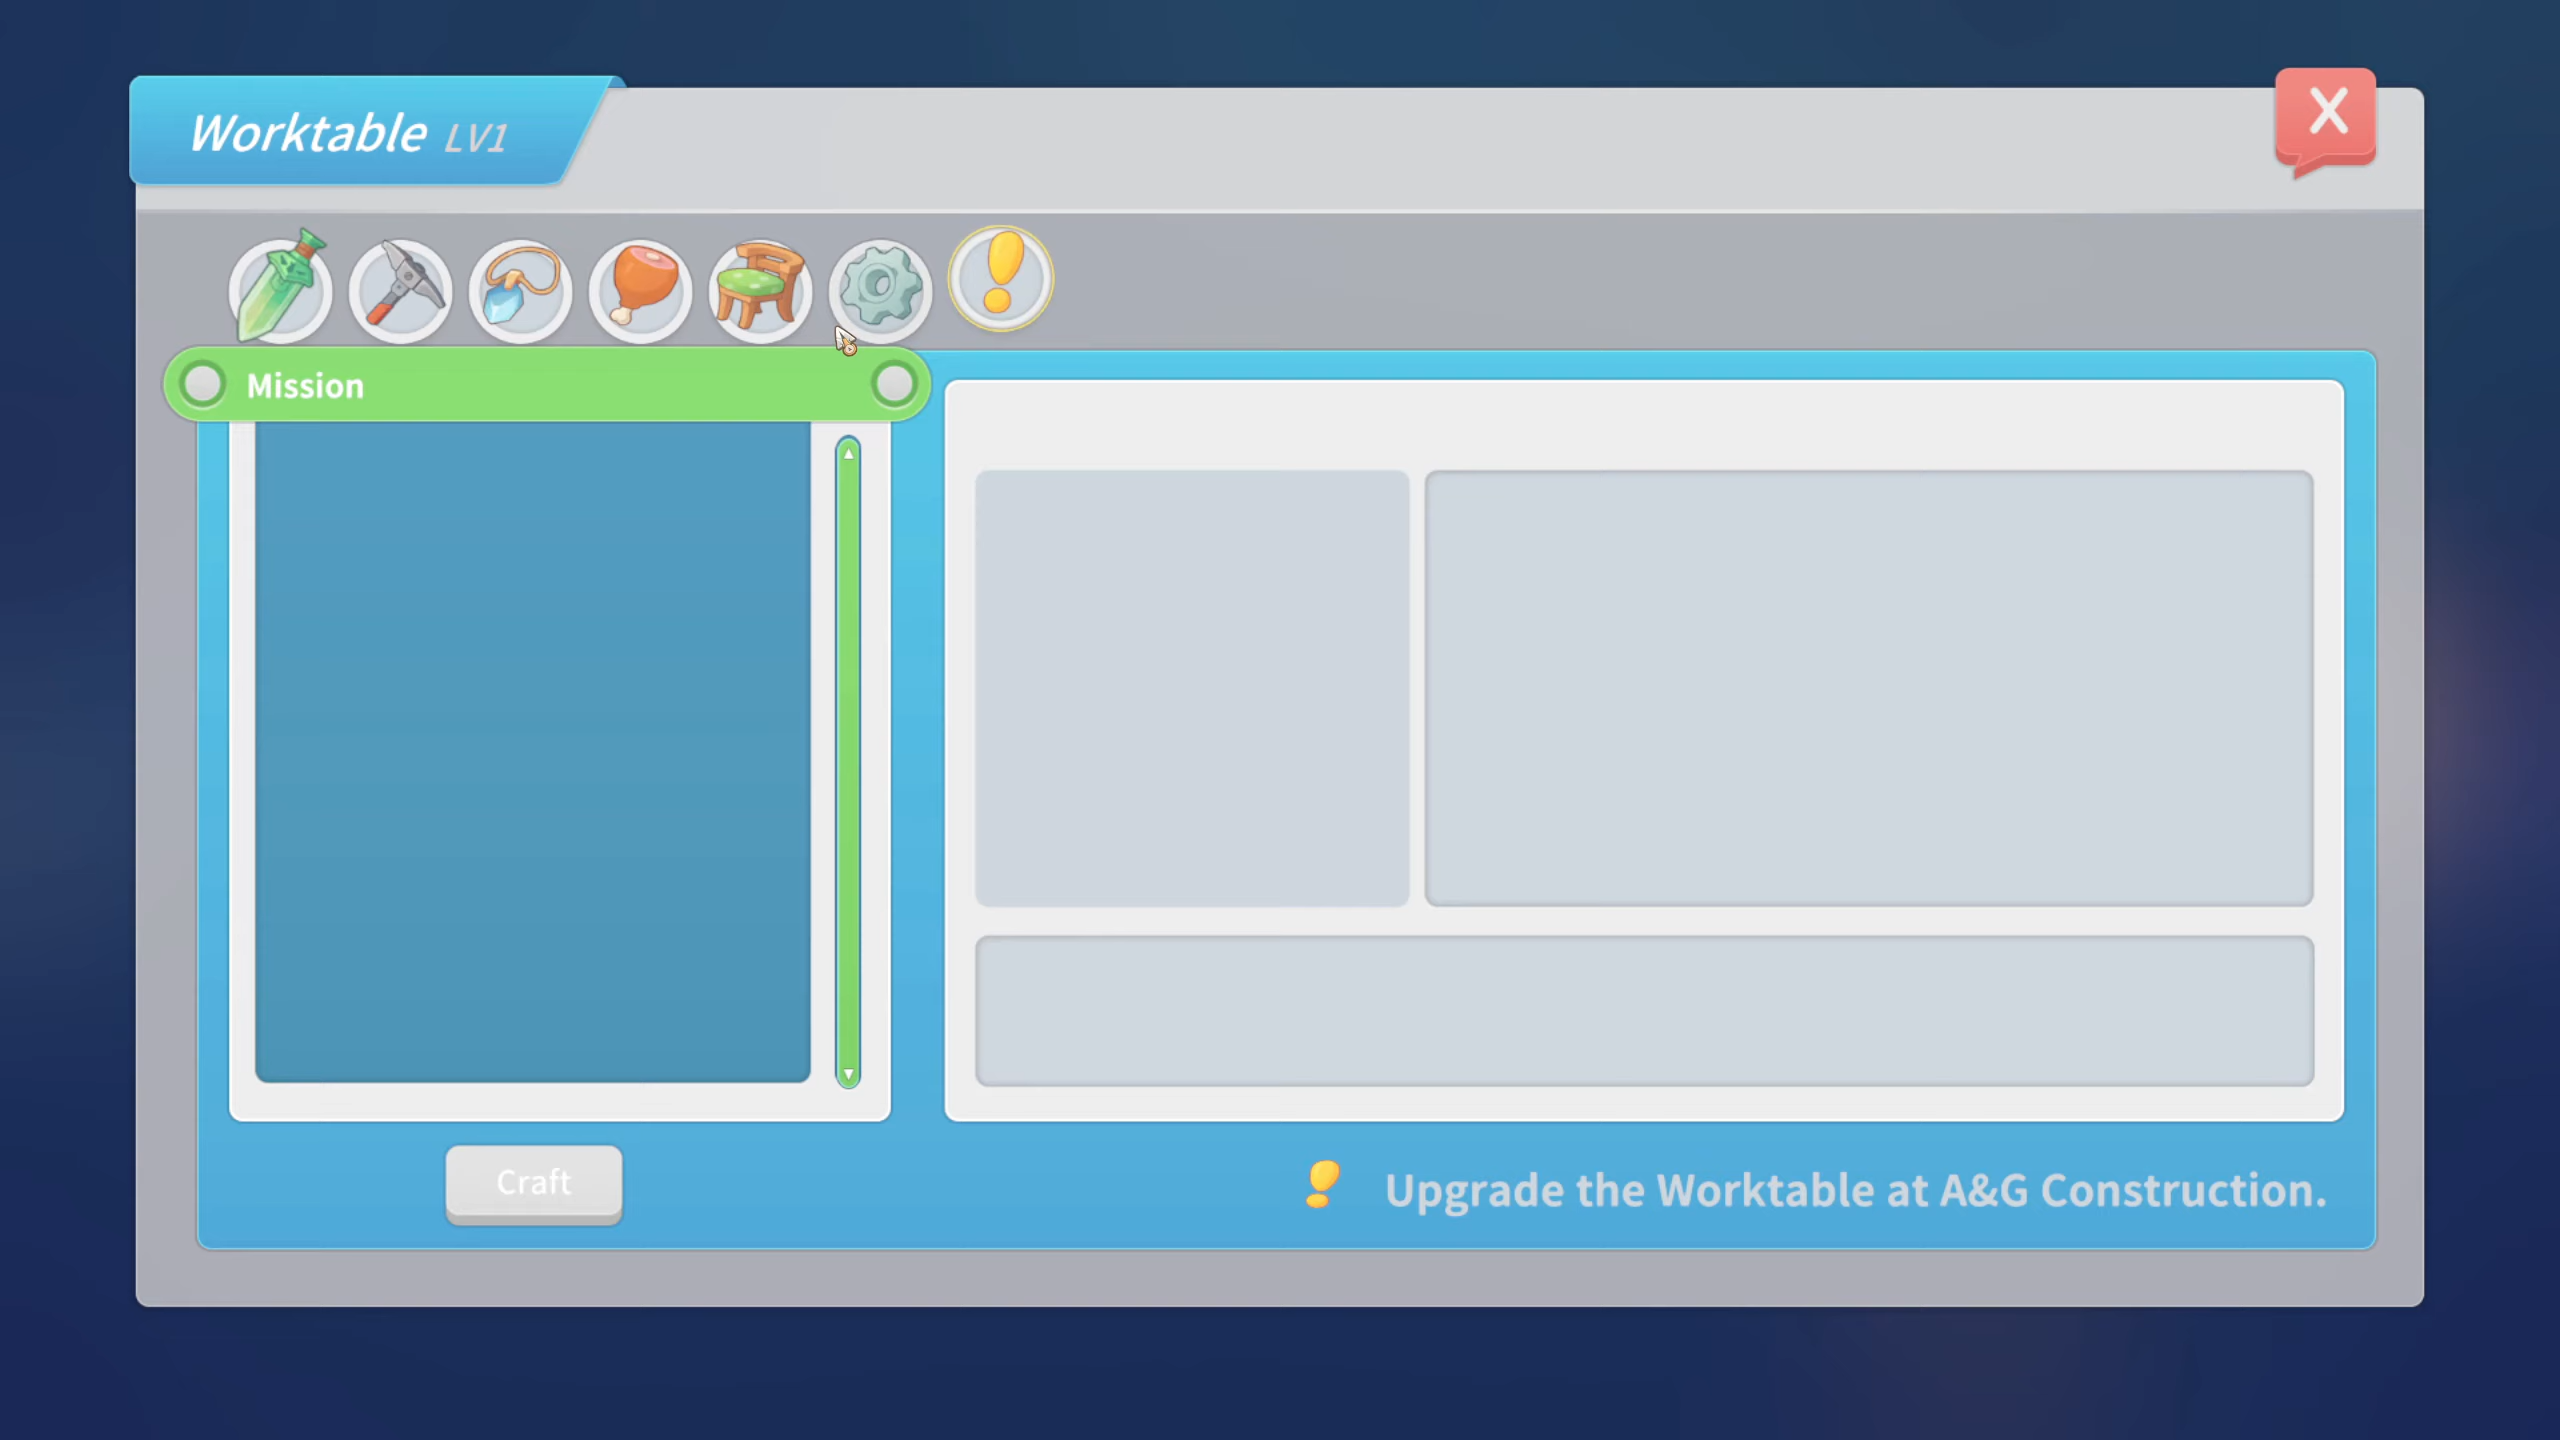 Worktable LV1
X
Mission
Craft
Upgrade the Worktable at A&G Construction.